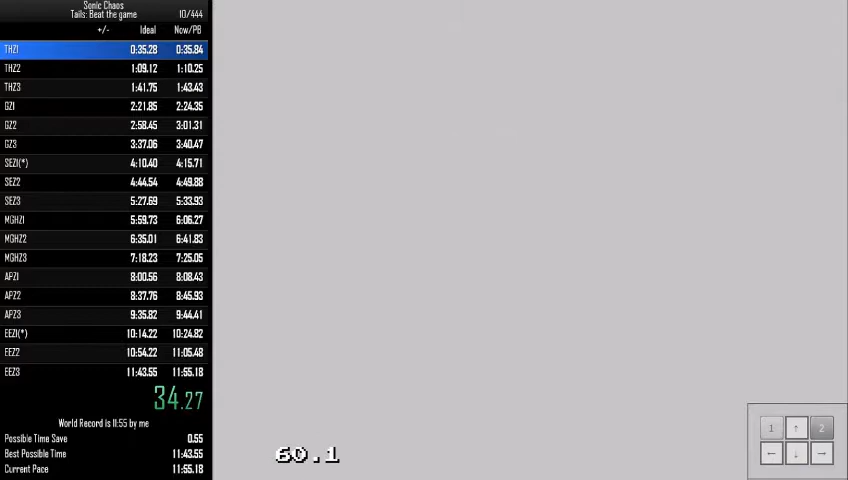 Sonic Chaos
Tails: Beat the game 10/444
+/- Ideal Now/PB
THZ1 0:35.28 0:35.84
THZ2 1:09.12 1:10.25
THZ3 1:41.75 1:43.43
GZ1 2:21.85 2:24.35
GZ2 2:58.45 3:01.31
GZ3 3:37.06 3:40.47
SEZ1(*) 4:10.40 4:15.71
SEZ2 4:44.54 4:49.88
SEZ3 5:27.69 5:33.93
MGHZ1 5:59.73 6:06.27
MGHZ2 6:35.01 6:41.83
MGHZ3 7:18.23 7:25.05
APZ1 8:00.56 8:08.43
APZ2 8:37.76 8:45.93
APZ3 9:35.82 9:44.41
EEZ1(*) 10:14.22 10:24.82
EEZ2 10:54.22 11:05.48
EEZ3 11:43.55 11:55.18
34.27
World Record is 11:55 by me
Possible Time Save 0.55
Best Possible Time 11:43.55
Current Pace 11:55.18
60.1
1 ↑ 2
← ↓ →